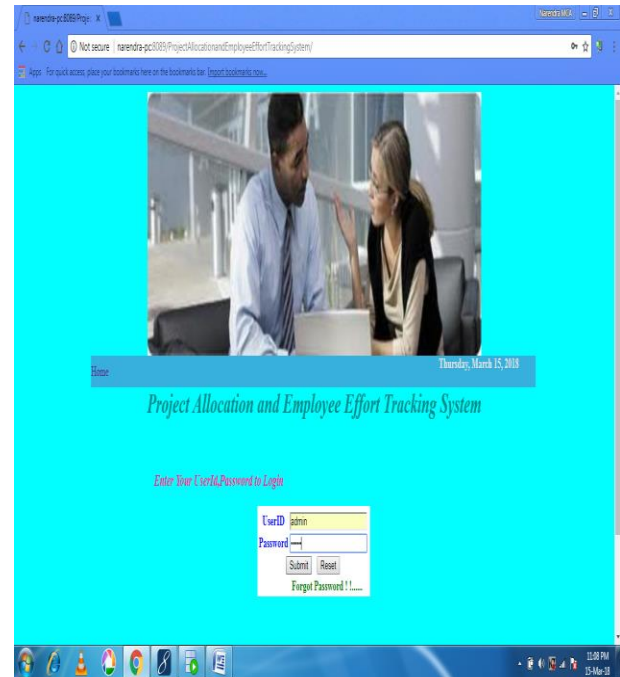 narendra-pc:8089/Proje
Narendra MCA
Not secure | narendra-pc:8089/ProjectAllocationandEmployeeEffortTrackingSystem/
Apps For quick access, place your bookmarks here on the bookmarks bar. Import bookmarks now...
Thursday, March 15, 2018
Home
Project Allocation and Employee Effort Tracking System
Enter Your UserId,Password to Login
UserID admin
Password
Submit Reset
Forgot Password ! !......
11:08 PM
15-Mar-18